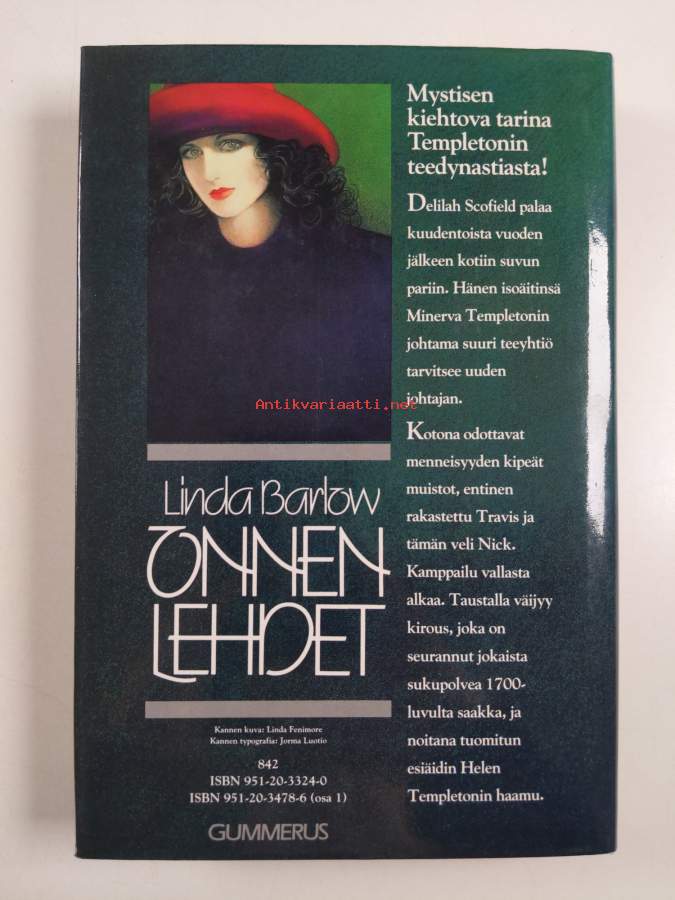 Mystisen
kiehtova tarina
Templetonin
teedynastiasta!
Delilah Scofield palaa
kuudentoista vuoden
jälkeen kotiin suvun
pariin. Hänen isoäitinsä
Minerva Templetonin
johtama suuri teeyhtiö
tarvitsee uuden
johtajan.
Kotona odottavat
menneisyyden kipeät
muistot, entinen
rakastettu Travis ja
tämän veli Nick.
Kamppailu vallasta
alkaa. Taustalla väijyy
kirous, joka on
seurannut jokaista
sukupolvea 1700-
luvulta saakka, ja
noitana tuomitun
esiäidin Helen
Templetonin haamu.
Antikvariaatti.net
Linda Barlow
ONNEN
LEHDET
Kannen kuva: Linda Fenimore
Kannen typografia: Jorma Luotio
842
ISBN 951-20-3324-0
ISBN 951-20-3478-6 (osa 1)
GUMMERUS